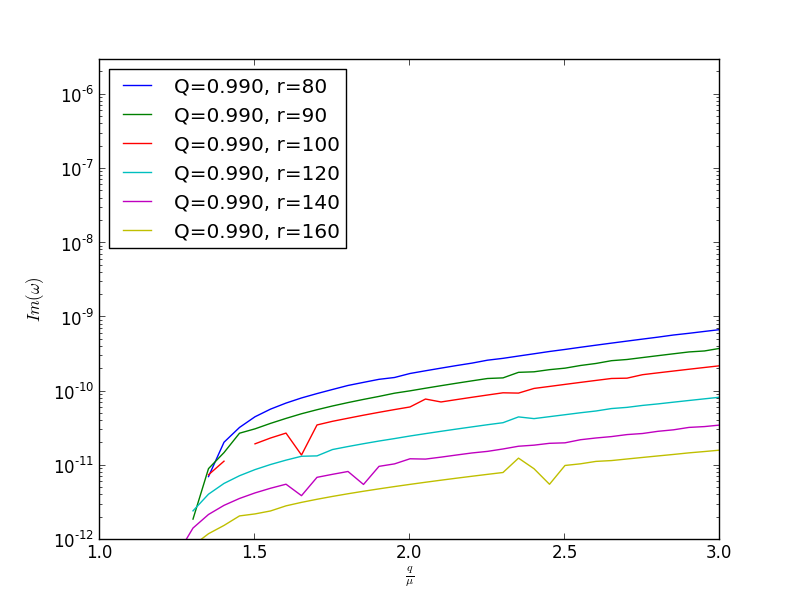 Q=0.990, r=80
Q=0.990, r=90
Q=0.990, r=100
Q=0.990, r=120
Q=0.990, r=140
Q=0.990, r=160
10^-6
10^-7
10^-8
10^-9
10^-10
10^-11
10^-12
Im(ω)
1.0 1.5 2.0 2.5 3.0
q/μ